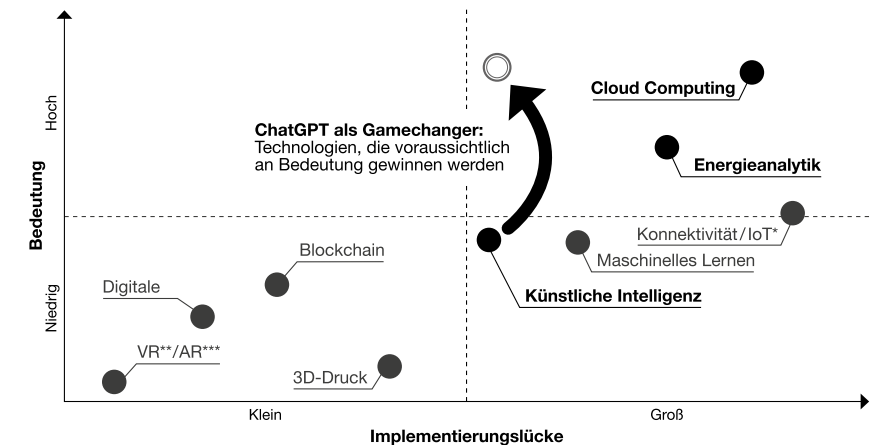 Hoch
Bedeutung
Niedrig
Cloud Computing
ChatGPT als Gamechanger:
Technologien, die voraussichtlich
an Bedeutung gewinnen werden
Energieanalytik
Konnektivität/IoT*
Maschinelles Lernen
Blockchain
Digitale
Künstliche Intelligenz
VR**/AR***
3D-Druck
Klein
Groß
Implementierungslücke